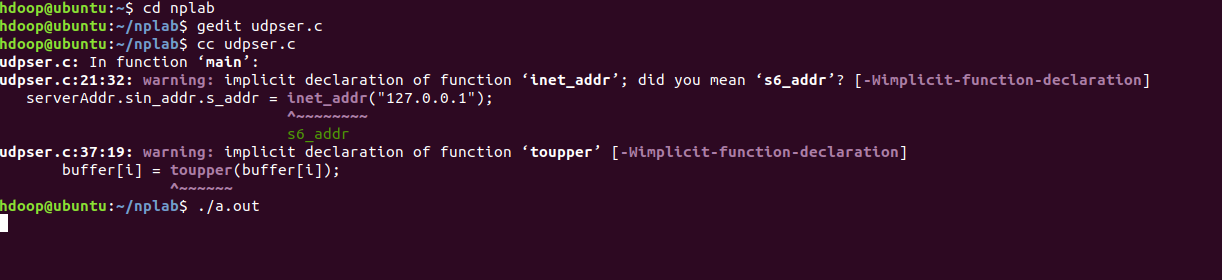 hdoop@ubuntu:~$ cd nplab
hdoop@ubuntu:~/nplab$ gedit udpser.c
hdoop@ubuntu:~/nplab$ cc udpser.c
udpser.c: In function ‘main’:
udpser.c:21:32: warning: implicit declaration of function ‘inet_addr’; did you mean ‘s6_addr’? [-Wimplicit-function-declaration]
   serverAddr.sin_addr.s_addr = inet_addr("127.0.0.1");
                                ^~~~~~~~~
                                s6_addr
udpser.c:37:19: warning: implicit declaration of function ‘toupper’ [-Wimplicit-function-declaration]
       buffer[i] = toupper(buffer[i]);
                   ^~~~~~~
hdoop@ubuntu:~/nplab$ ./a.out